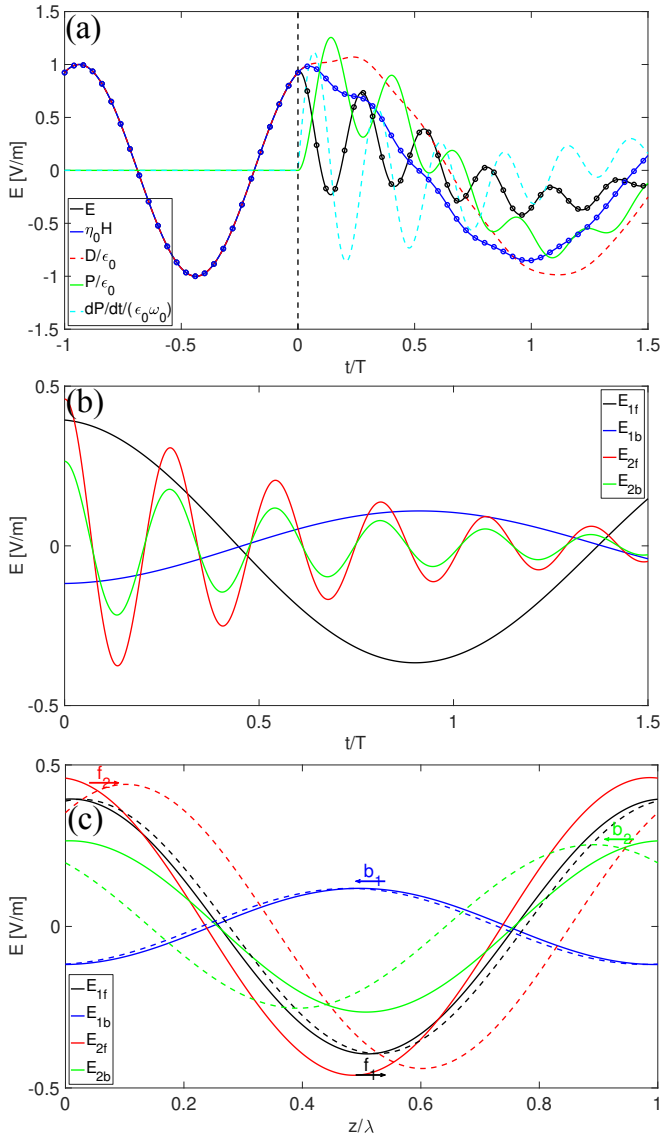 (a)
1.5
1
0.5
0
-0.5
-1
-1.5
E [V/m]
E
η₀H
D/ϵ₀
P/ϵ₀
dP/dt/(ϵ₀ω₀)
-1 -0.5 0 0.5 1 1.5
t/T
(b)
0.5
0
-0.5
E [V/m]
E₁f
E₁b
E₂f
E₂b
0 0.5 1 1.5
t/T
(c)
0.5
0
-0.5
E [V/m]
f₂
b₂
b₁
f₁
E₁f
E₁b
E₂f
E₂b
0 0.2 0.4 0.6 0.8 1
z/λ